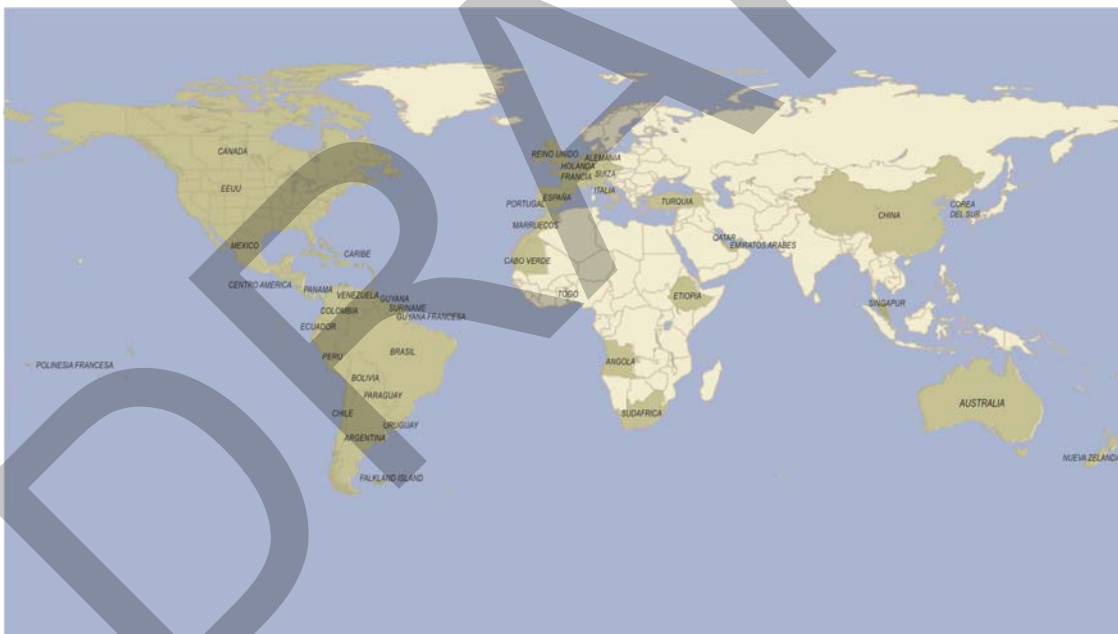 CANADA
EEUU
MEXICO
CARIBE
CENTRO AMERICA
PANAMA
VENEZUELA
GUYANA
SURINAME
GUYANA FRANCESA
COLOMBIA
ECUADOR
PERU
BRASIL
BOLIVIA
PARAGUAY
CHILE
URUGUAY
ARGENTINA
FALKLAND ISLAND
POLINESIA FRANCESA
REINO UNIDO
ALEMANIA
HOLANDA
FRANCIA
SUIZA
ITALIA
ESPAÑA
PORTUGAL
MARRUECOS
TURQUIA
CABO VERDE
TOGO
ETIOPIA
ANGOLA
SUDAFRICA
QATAR
EMIRATOS ARABES
CHINA
COREA
DEL SUR
SINGAPUR
AUSTRALIA
NUEVA ZELANDA
DRA